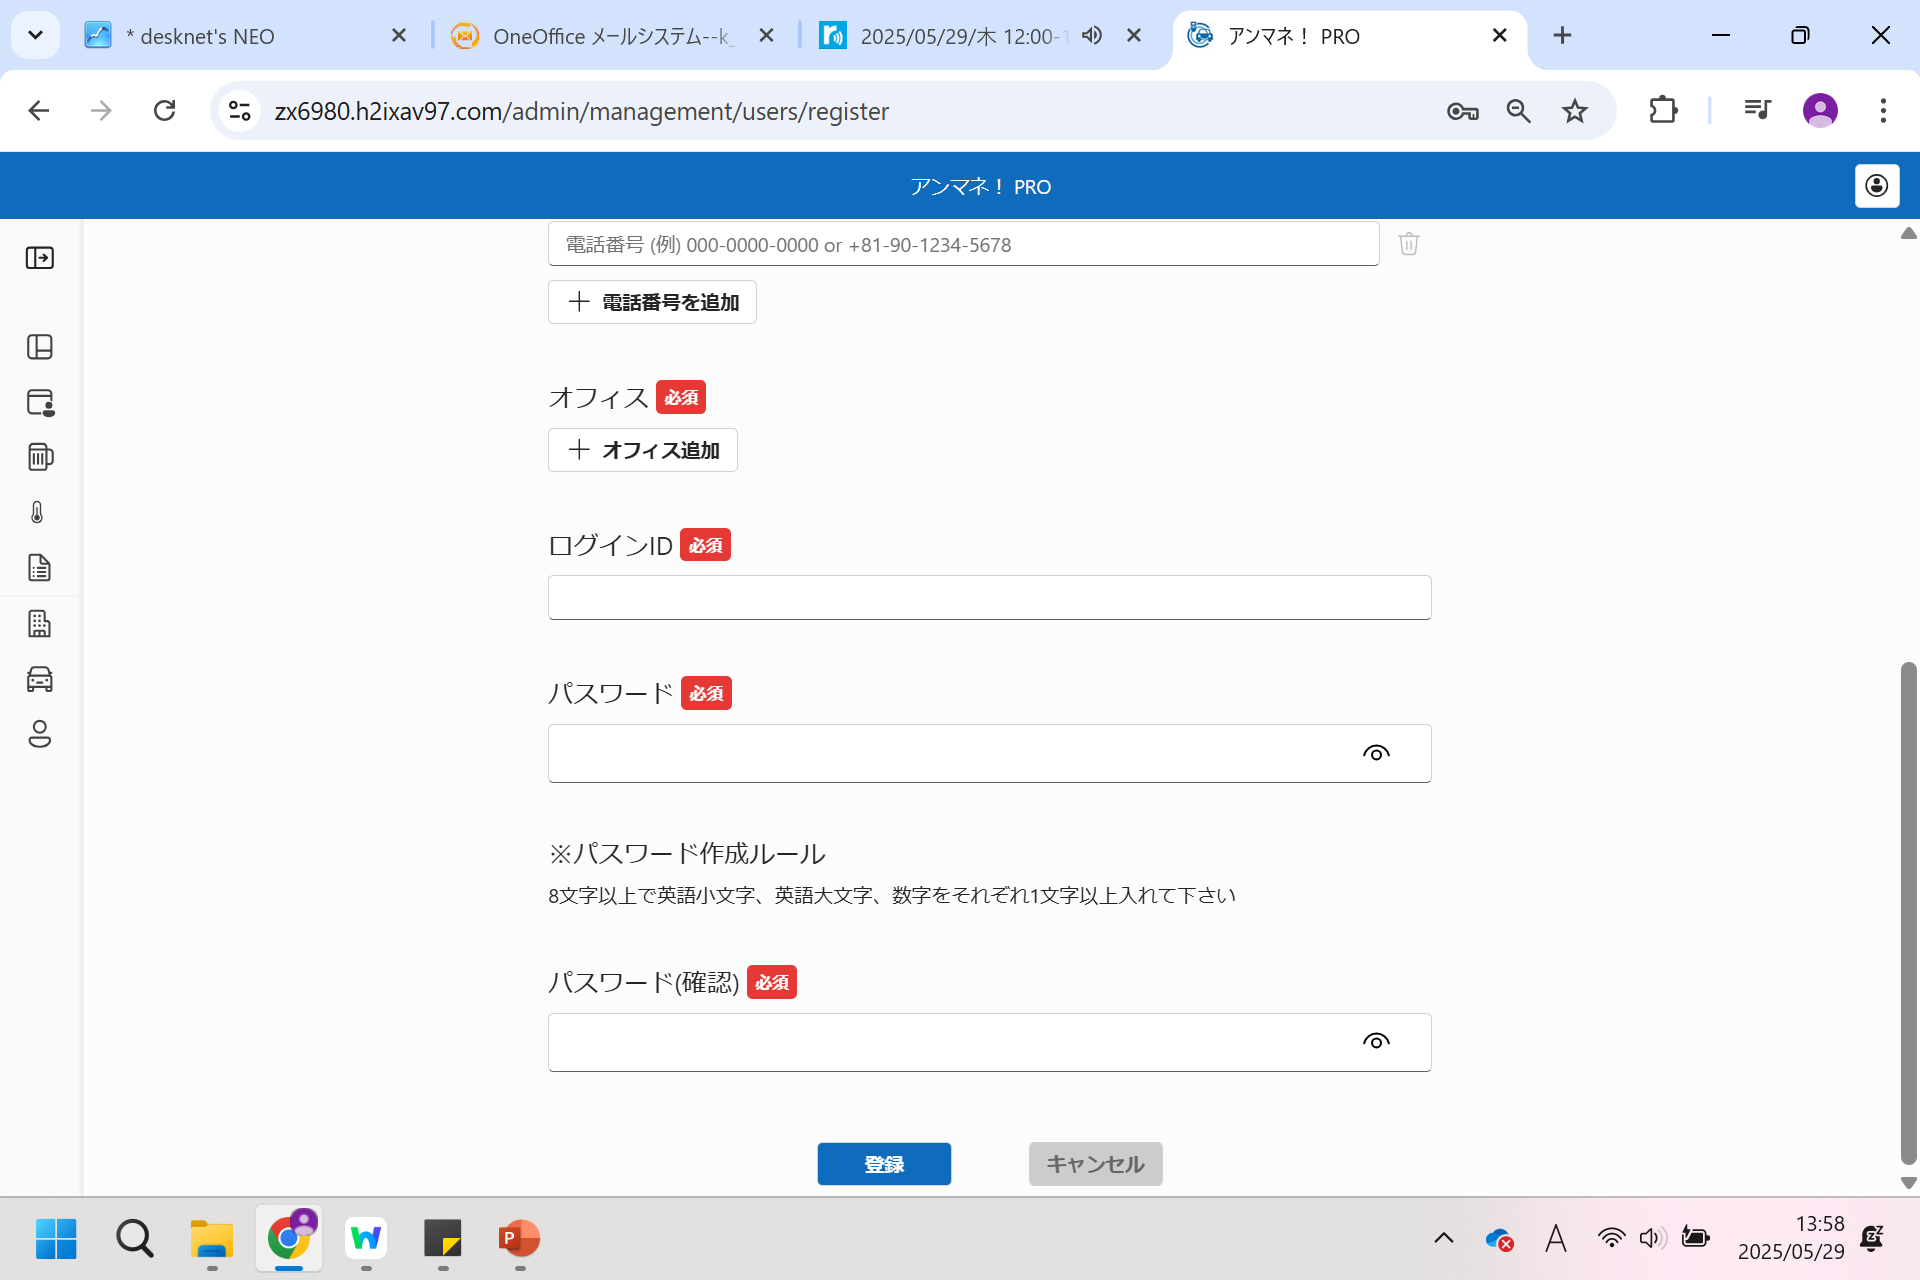 * desknet's NEO
OneOffice メールシステム--k_
2025/05/29/木 12:00-1
アンマネ！ PRO
zx6980.h2ixav97.com/admin/management/users/register
アンマネ！ PRO
電話番号 (例) 000-0000-0000 or +81-90-1234-5678
電話番号を追加
オフィス 必須
オフィス追加
ログインID 必須
パスワード 必須
※パスワード作成ルール
8文字以上で英語小文字、英語大文字、数字をそれぞれ1文字以上入れて下さい
パスワード(確認) 必須
登録 キャンセル
A
13:58
2025/05/29